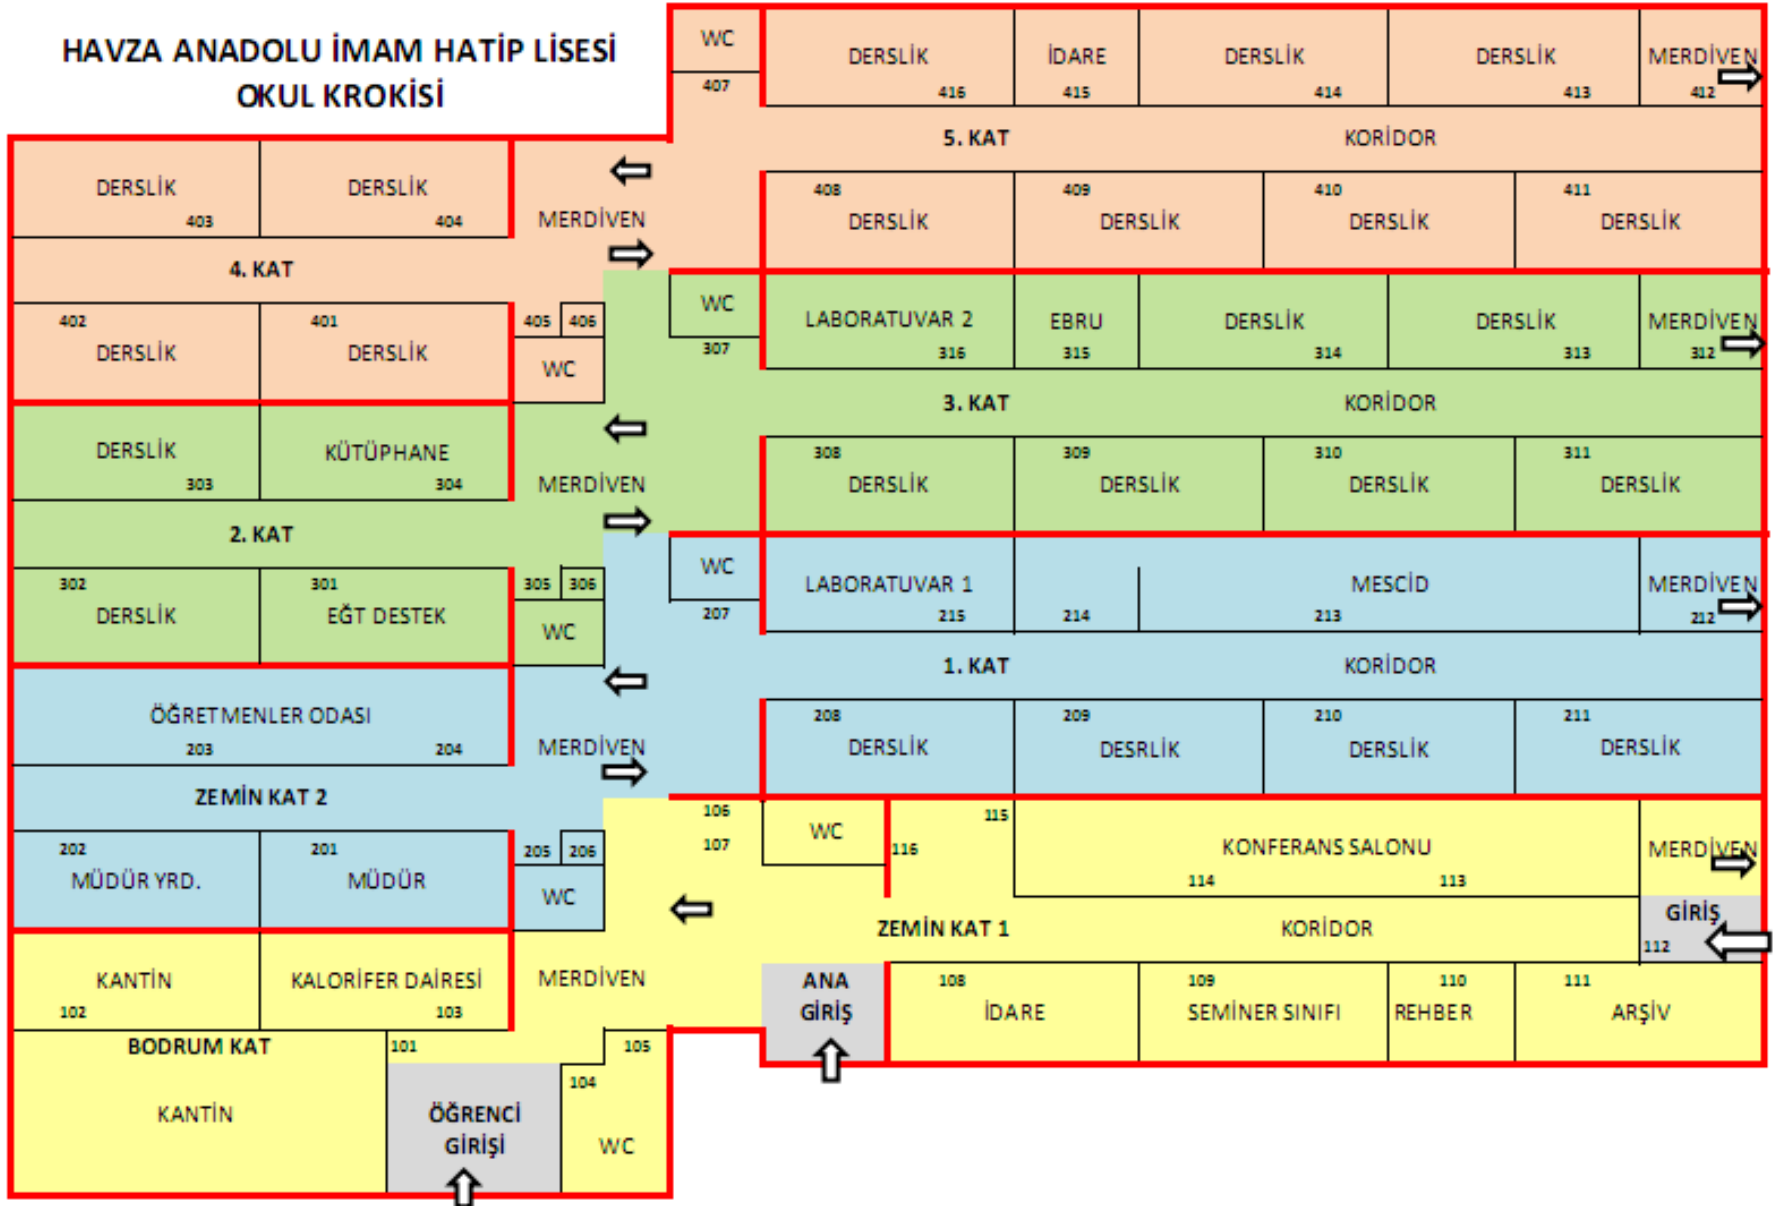 HAVZA ANADOLU İMAM HATİP LİSESİ
OKUL KROKİSİ
WC
407
DERSLİK
416
İDARE
415
DERSLİK
414
DERSLİK
413
MERDİVEN
412
5. KAT
KORİDOR
408
DERSLİK
409
DERSLİK
410
DERSLİK
411
DERSLİK
DERSLİK
403
DERSLİK
404
MERDİVEN
4. KAT
402
DERSLİK
401
DERSLİK
405
406
WC
WC
307
LABORATUVAR 2
316
EBRU
315
DERSLİK
314
DERSLİK
313
MERDİVEN
312
3. KAT
KORİDOR
308
DERSLİK
309
DERSLİK
310
DERSLİK
311
DERSLİK
DERSLİK
303
KÜTÜPHANE
304
MERDİVEN
2. KAT
302
DERSLİK
301
EĞT DESTEK
305
306
WC
WC
207
LABORATUVAR 1
215
214
MESCİD
213
MERDİVEN
212
1. KAT
KORİDOR
208
DERSLİK
209
DESRLİK
210
DERSLİK
211
DERSLİK
ÖĞRETMENLER ODASI
203
204
MERDİVEN
ZEMİN KAT 2
202
MÜDÜR YRD.
201
MÜDÜR
205
206
WC
106
107
WC
116
115
KONFERANS SALONU
114
113
MERDİVEN
GİRİŞ
112
ZEMİN KAT 1
KORİDOR
ANA
GİRİŞ
108
İDARE
109
SEMİNER SINIFI
110
REHBER
111
ARŞİV
KANTİN
102
KALORİFER DAİRESİ
103
MERDİVEN
BODRUM KAT
KANTİN
101
ÖĞRENCİ
GİRİŞİ
105
104
WC